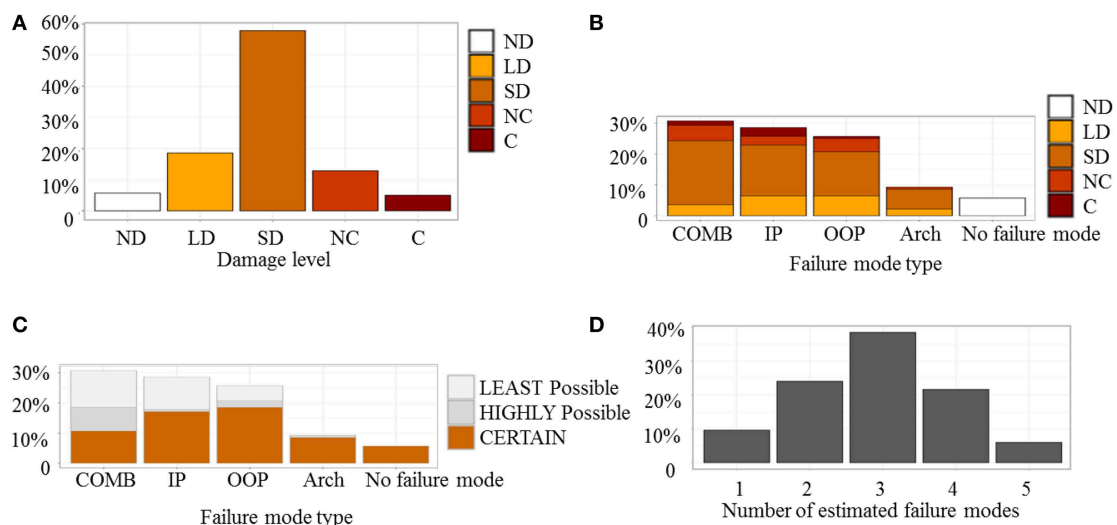 A
60%
50%
40%
30%
20%
10%
0
ND LD SD NC C
Damage level
ND
LD
SD
NC
C
B
30%
20%
10%
0
COMB IP OOP Arch No failure mode
Failure mode type
ND
LD
SD
NC
C
C
30%
20%
10%
0
COMB IP OOP Arch No failure mode
Failure mode type
LEAST Possible
HIGHLY Possible
CERTAIN
D
40%
30%
20%
10%
0
1 2 3 4 5
Number of estimated failure modes